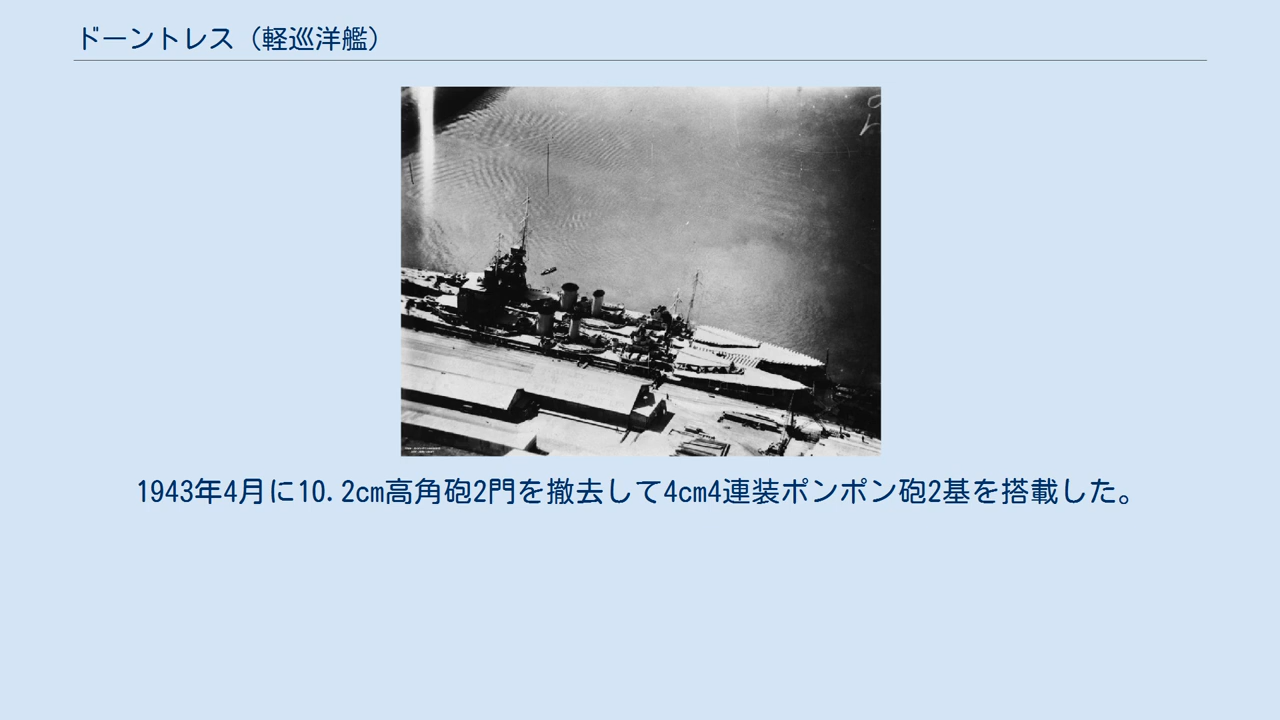 ドーントレス（軽巡洋艦）
1943年4月に10.2cm高角砲2門を撤去して4cm4連装ポンポン砲2基を搭載した。